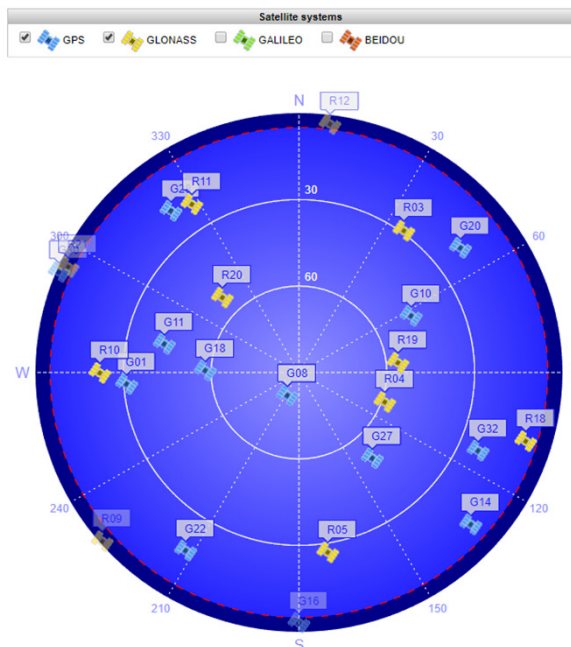 Satellite systems
GPS GLONASS GALILEO BEIDOU
N
R12
330
30
R11
30
R03
G20
300
60
R20
60
G10
G11
R19
R10
G01
G18
W
G08
R04
R18
G32
G27
G14
240
120
R09
G22
R05
210
150
G16
S